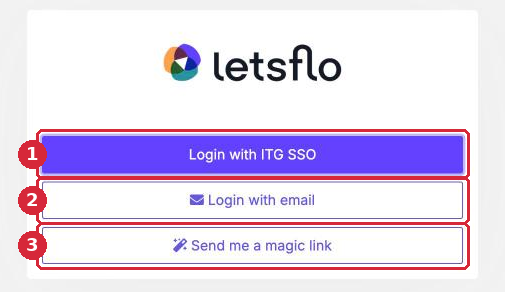 letsflo
1 Login with ITG SSO
2 Login with email
3 Send me a magic link